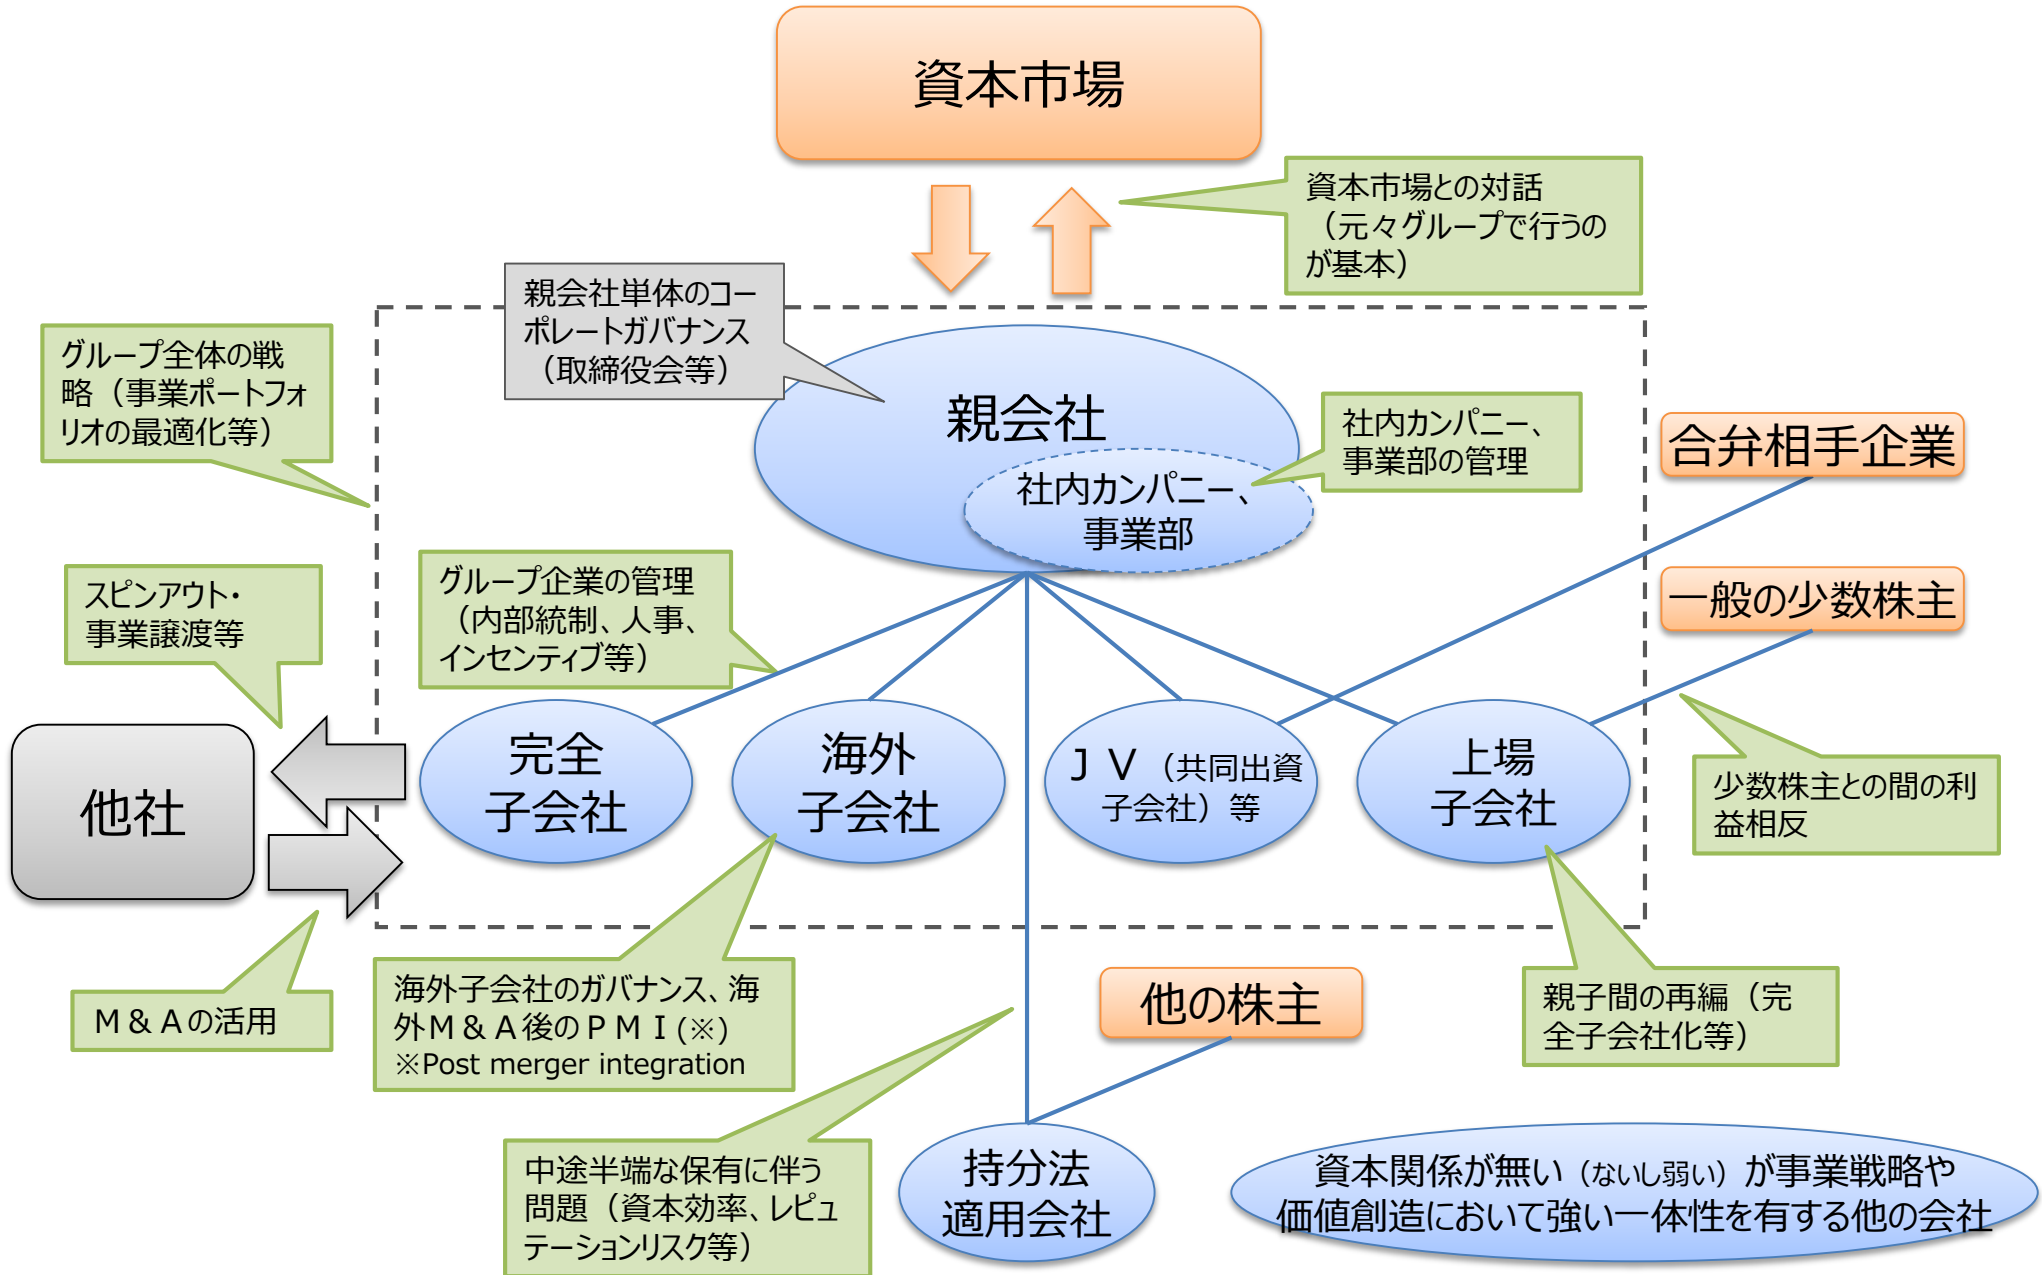 資本市場
資本市場との対話
（元々グループで行うの
が基本）
親会社単体のコー
ポレートガバナンス
（取締役会等）
グループ全体の戦
略（事業ポートフォ
リオの最適化等）
親会社
社内カンパニー、
事業部
社内カンパニー、
事業部の管理
合弁相手企業
一般の少数株主
グループ企業の管理
（内部統制、人事、
インセンティブ等）
スピンアウト・
事業譲渡等
他社
完全
子会社
海外
子会社
ＪＶ（共同出資
子会社）等
上場
子会社
少数株主との間の利
益相反
Ｍ＆Ａの活用
海外子会社のガバナンス、海
外Ｍ＆Ａ後のＰＭＩ(※)
※Post merger integration
他の株主
親子間の再編（完
全子会社化等）
中途半端な保有に伴う
問題（資本効率、レピュ
テーションリスク等）
持分法
適用会社
資本関係が無い（ないし弱い）が事業戦略や
価値創造において強い一体性を有する他の会社